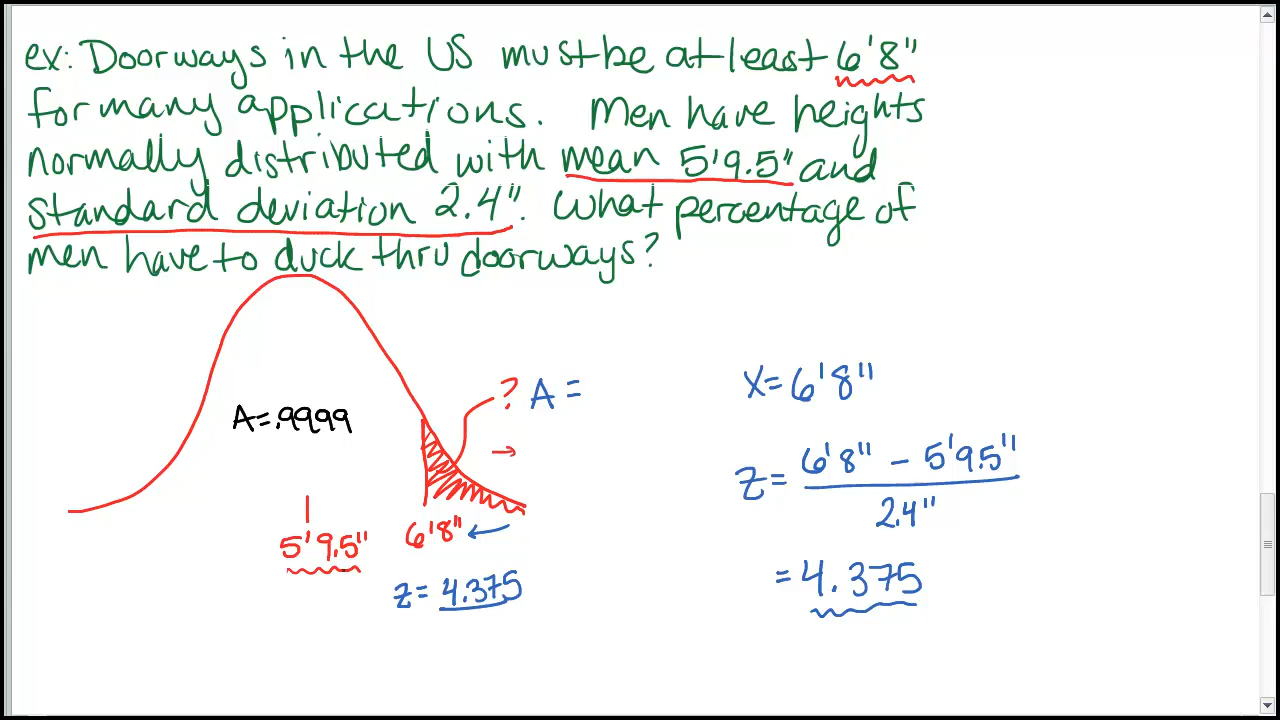 ex: Doorways in the US must be at least 6'8"
for many applications. Men have heights
normally distributed with mean 5'9.5" and
standard deviation 2.4". What percentage of
men have to duck thru doorways?
? A =
A=.9999
5'9.5"
6'8"
z = 4.375
X = 6'8"
z = 6'8" - 5'9.5"
2.4"
= 4.375